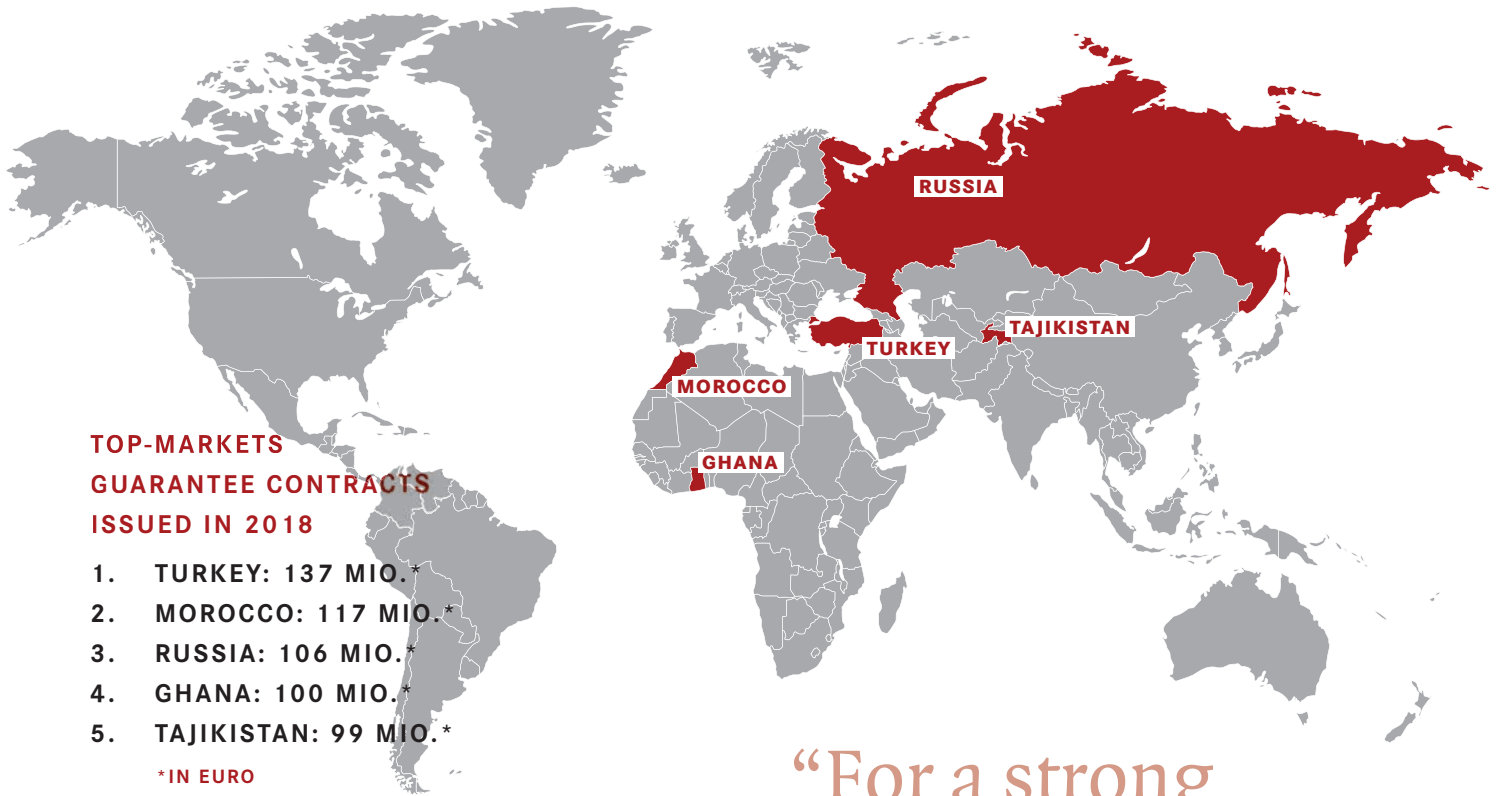 RUSSIA
TAJIKISTAN
TURKEY
MOROCCO
GHANA
TOP-MARKETS
GUARANTEE CONTRACTS
ISSUED IN 2018
1. TURKEY: 137 MIO.*
2. MOROCCO: 117 MIO.*
3. RUSSIA: 106 MIO.*
4. GHANA: 100 MIO.*
5. TAJIKISTAN: 99 MIO.*
*IN EURO
“For a strong